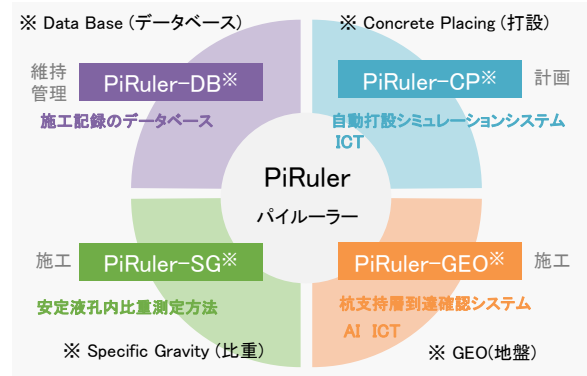 ※ Data Base (データベース)
※ Concrete Placing (打設)
維持
管理
PiRuler-DB※
施工記録のデータベース
PiRuler-CP※
計画
自動打設シミュレーションシステム
ICT
PiRuler
パイルーラー
施工
PiRuler-SG※
安定液孔内比重測定方法
PiRuler-GEO※
施工
杭支持層到達確認システム
AI ICT
※ Specific Gravity (比重)
※ GEO(地盤)